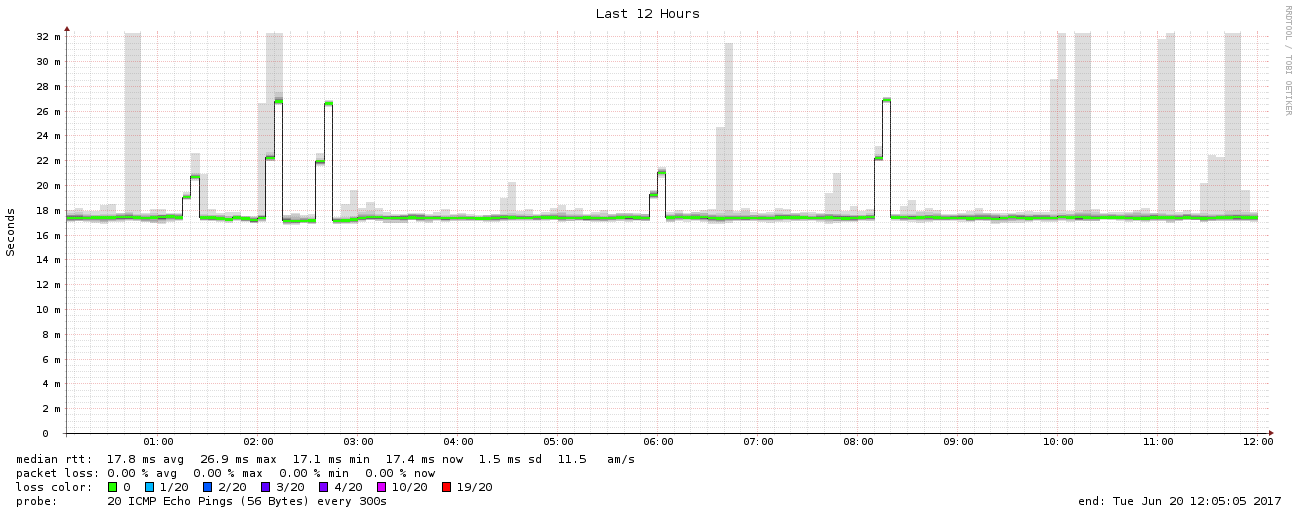 Last 12 Hours
RRDTOOL / TOBI OETIKER
Seconds
32 m
30 m
28 m
26 m
24 m
22 m
20 m
18 m
16 m
14 m
12 m
10 m
8 m
6 m
4 m
2 m
0
01:00 02:00 03:00 04:00 05:00 06:00 07:00 08:00 09:00 10:00 11:00 12:00
median rtt: 17.8 ms avg 26.9 ms max 17.1 ms min 17.4 ms now 1.5 ms sd 11.5 am/s
packet loss: 0.00 % avg 0.00 % max 0.00 % min 0.00 % now
loss color: 0 1/20 2/20 3/20 4/20 10/20 19/20
probe: 20 ICMP Echo Pings (56 Bytes) every 300s end: Tue Jun 20 12:05:05 2017